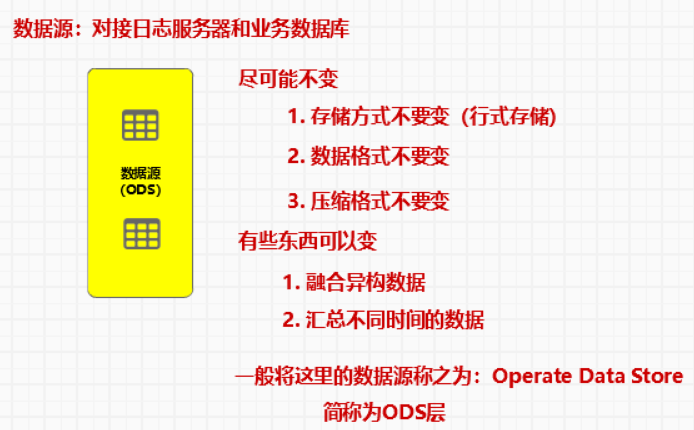 数据源：对接日志服务器和业务数据库
数据源
（ODS）
尽可能不变
1. 存储方式不要变（行式存储)
2. 数据格式不要变
3. 压缩格式不要变
有些东西可以变
1. 融合异构数据
2. 汇总不同时间的数据
一般将这里的数据源称之为：Operate Data Store
简称为ODS层